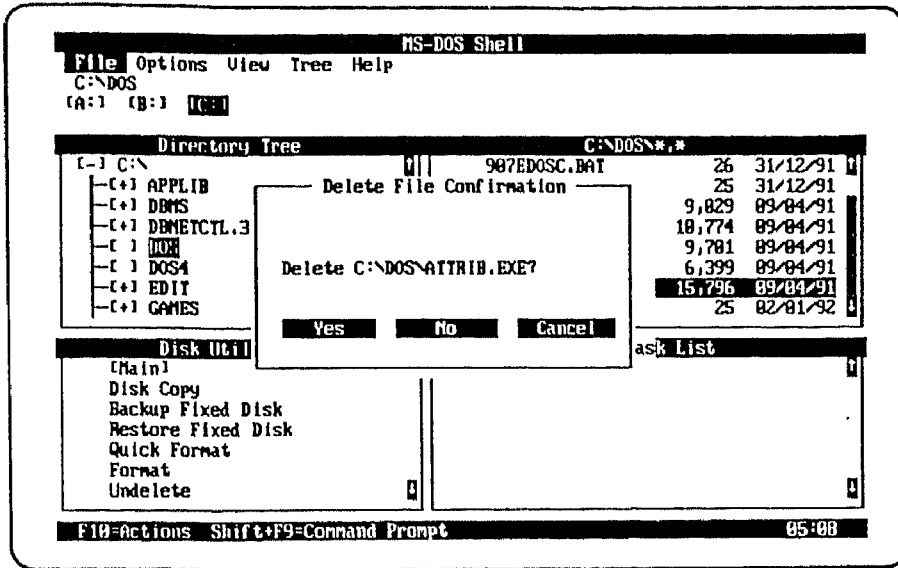 MS-DOS Shell
File Options View Tree Help
C:\DOS
[A:] [B:] [C:]
Directory Tree
C:\DOS\*.*
[-] C:\
[+] APPLIB
[+] DBMS
[+] DBMETCTL.3
[ ] DOS
[ ] DOS4
[+] EDIT
[+] GAMES
907EDOSC.BAT 26 31/12/91
25 31/12/91
9,029 09/04/91
10,774 09/04/91
9,701 09/04/91
6,399 09/04/91
15,796 09/04/91
25 02/01/92
Delete File Confirmation
Delete C:\DOS\ATTRIB.EXE?
Yes No Cancel
Disk Util
[Main]
Disk Copy
Backup Fixed Disk
Restore Fixed Disk
Quick Format
Format
Undelete
ask List
F10=Actions Shift+F9=Command Prompt 05:08